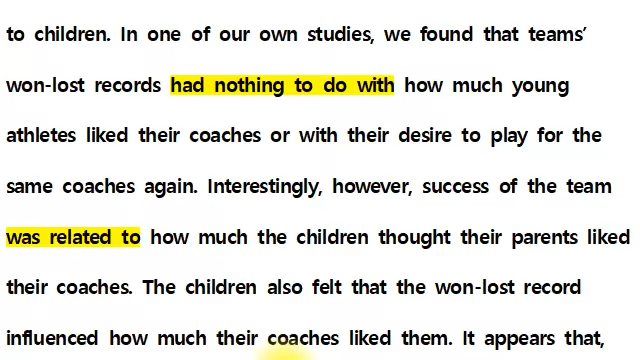 to children. In one of our own studies, we found that teams’
won-lost records had nothing to do with how much young
athletes liked their coaches or with their desire to play for the
same coaches again. Interestingly, however, success of the team
was related to how much the children thought their parents liked
their coaches. The children also felt that the won-lost record
influenced how much their coaches liked them. It appears that,